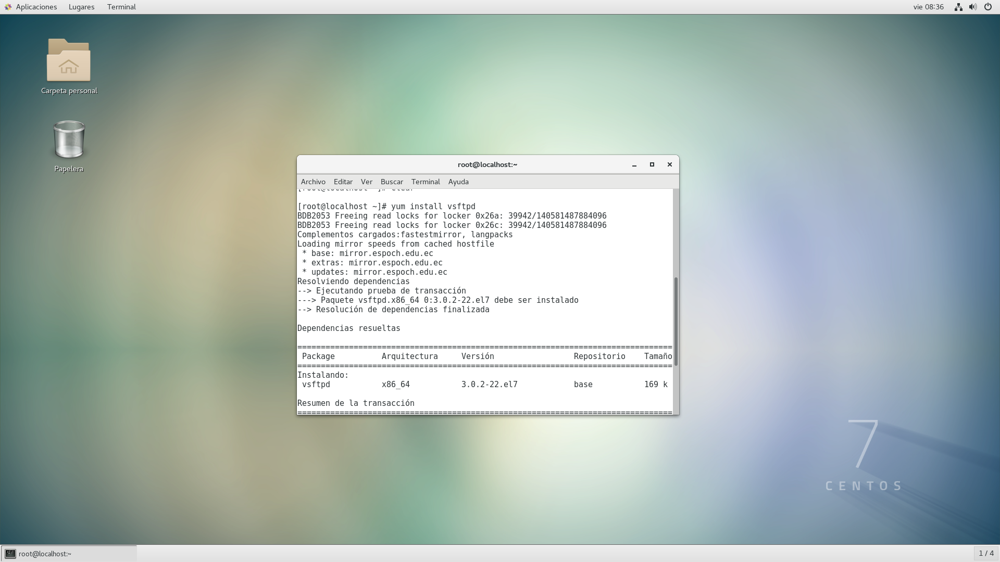 Aplicaciones Lugares Terminal vie 08:36
Carpeta personal
Papelera
root@localhost:~
Archivo Editar Ver Buscar Terminal Ayuda
[root@localhost ~]# clear
[root@localhost ~]# yum install vsftpd
BDB2053 Freeing read locks for locker 0x26a: 39942/140581487884096
BDB2053 Freeing read locks for locker 0x26c: 39942/140581487884096
Complementos cargados:fastestmirror, langpacks
Loading mirror speeds from cached hostfile
 * base: mirror.espoch.edu.ec
 * extras: mirror.espoch.edu.ec
 * updates: mirror.espoch.edu.ec
Resolviendo dependencias
--> Ejecutando prueba de transacción
---> Paquete vsftpd.x86_64 0:3.0.2-22.el7 debe ser instalado
--> Resolución de dependencias finalizada
Dependencias resueltas
================================================================================
 Package Arquitectura Versión Repositorio Tamaño
================================================================================
Instalando:
 vsftpd x86_64 3.0.2-22.el7 base 169 k
Resumen de la transacción
================================================================================
7
CENTOS
root@localhost:~ 1 / 4